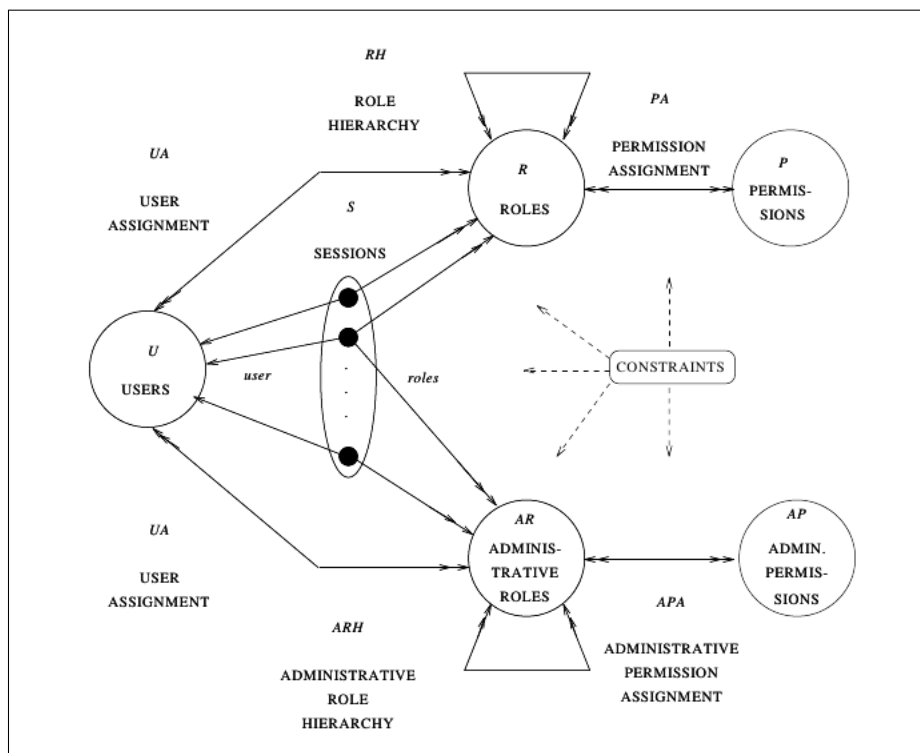 RH
ROLE
HIERARCHY
PA
PERMISSION
ASSIGNMENT
UA
USER
ASSIGNMENT
S
SESSIONS
R
ROLES
P
PERMIS-
SIONS
U
USERS
user
roles
CONSTRAINTS
UA
USER
ASSIGNMENT
AR
ADMINIS-
TRATIVE
ROLES
AP
ADMIN.
PERMIS-
SIONS
ARH
ADMINISTRATIVE
ROLE
HIERARCHY
APA
ADMINISTRATIVE
PERMISSION
ASSIGNMENT